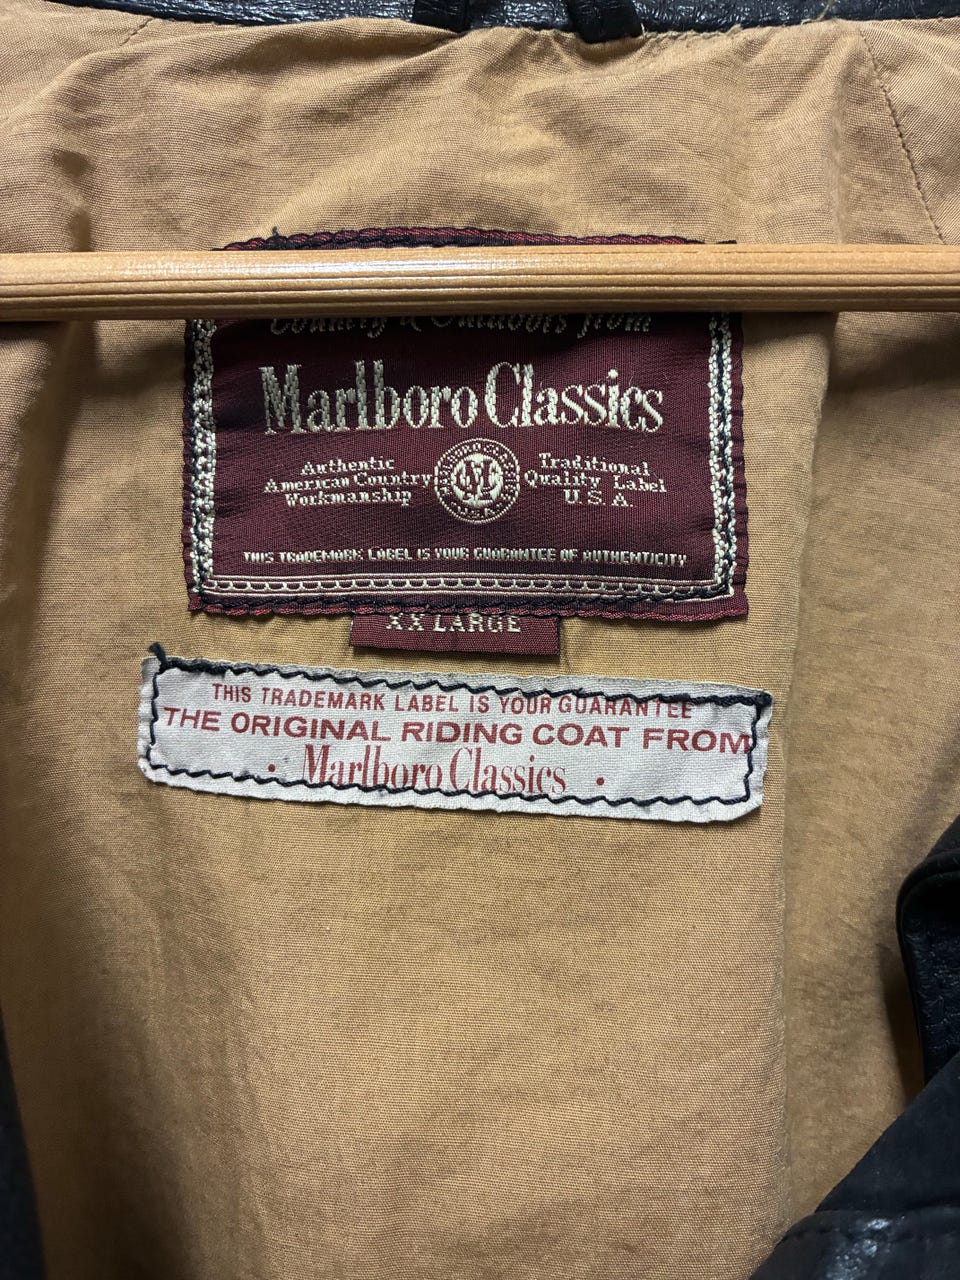 Marlboro Classics
Authentic
American Country
Workmanship
Traditional
Quality Label
U.S.A.
THIS TRADEMARK LABEL IS YOUR GUARANTEE OF AUTHENTICITY
XX LARGE
THIS TRADEMARK LABEL IS YOUR GUARANTEE
THE ORIGINAL RIDING COAT FROM
• Marlboro Classics •